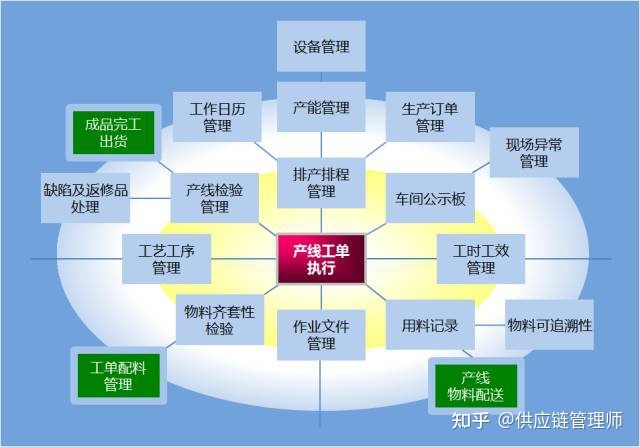 设备管理
工作日历
管理
产能管理
生产订单
管理
成品完工
出货
现场异常
管理
缺陷及返修品
处理
产线检验
管理
排产排程
管理
车间公示板
工艺工序
管理
产线工单
执行
工时工效
管理
物料齐套性
检验
作业文件
管理
用料记录
物料可追溯性
工单配料
管理
产线
物料配送
知乎 @供应链管理师